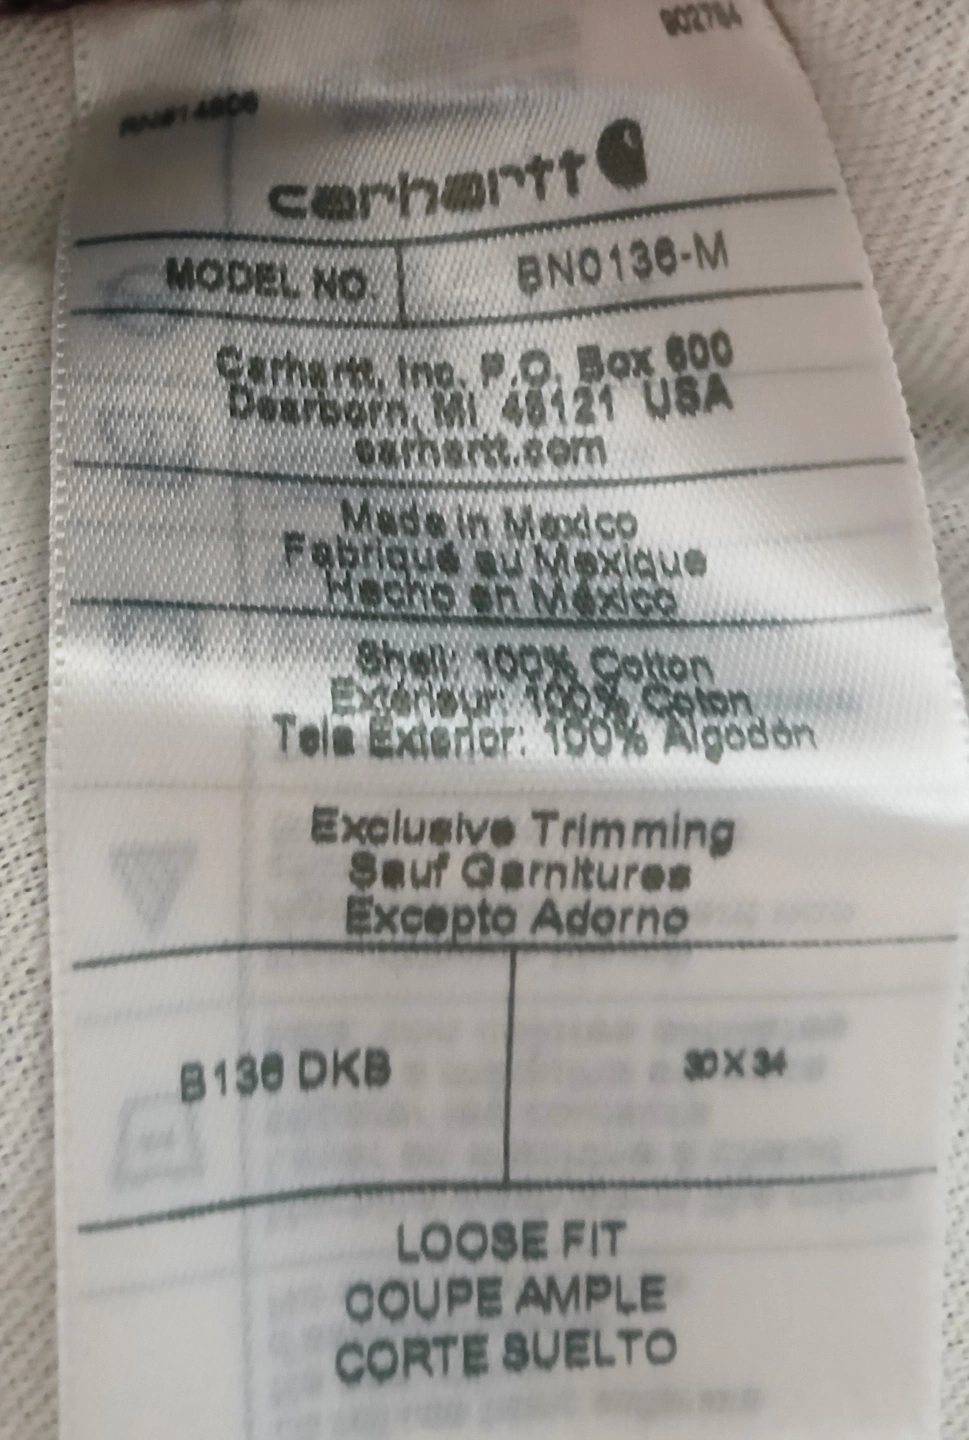 902784
RN#14806
carhartt
MODEL NO. BN0136-M
Carhartt, Inc. P.O. Box 600
Dearborn, MI 48121 USA
carhartt.com
Made in Mexico
Fabriqué au Mexique
Hecho en México
Shell: 100% Cotton
Extérieur: 100% Coton
Tela Exterior: 100% Algodón
Exclusive Trimming
Sauf Garnitures
Excepto Adorno
B136 DKB 30 X 34
LOOSE FIT
COUPE AMPLE
CORTE SUELTO